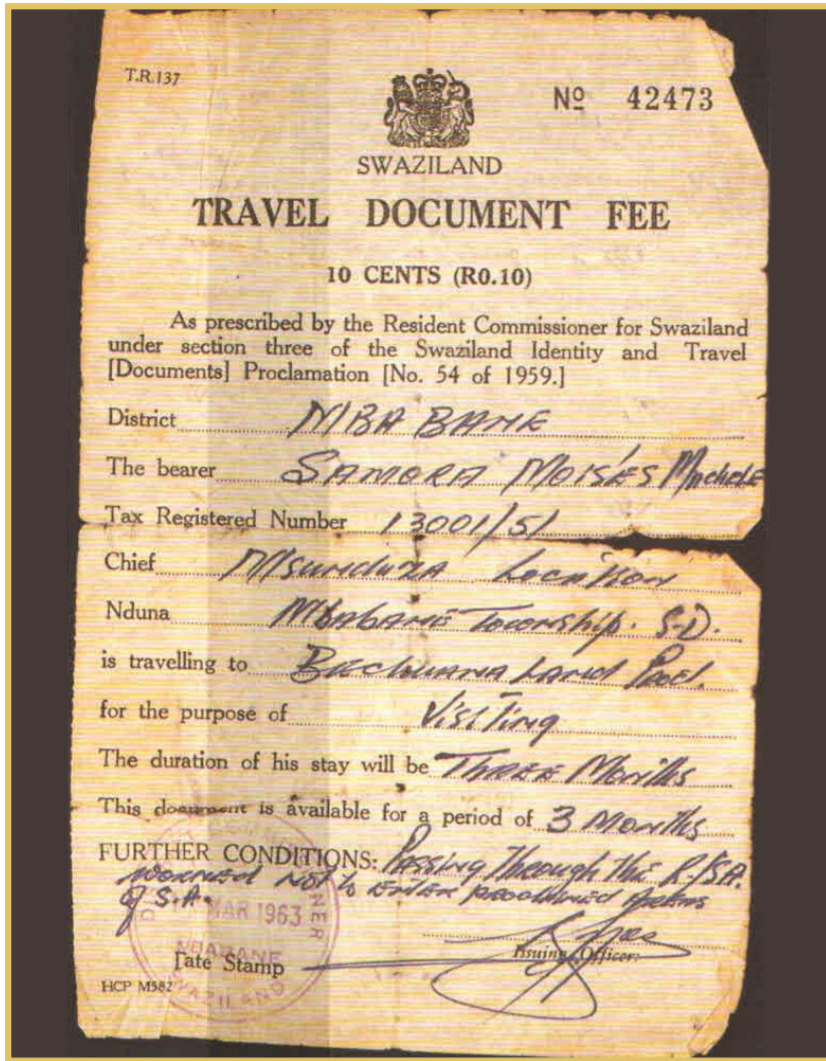 T.R.137
Nº 42473
SWAZILAND
TRAVEL DOCUMENT FEE
10 CENTS (R0.10)
As prescribed by the Resident Commissioner for Swaziland
under section three of the Swaziland Identity and Travel
[Documents] Proclamation [No. 54 of 1959.]
District MBABANE
The bearer SAMORA MOISÉS Machele
Tax Registered Number 13001/51
Chief Msunduza Location
Nduna Mbabane Township. S-D.
is travelling to Bechuana Land Prot.
for the purpose of Visiting
The duration of his stay will be Three Months
This document is available for a period of 3 Months
FURTHER CONDITIONS: Passing Through the R/SA.
Worned Not to enter proclaimed Areas
of S.A.
MAR 1963
MBABANE
SWAZILAND
Date Stamp
Issuing Officer:
HCP M582